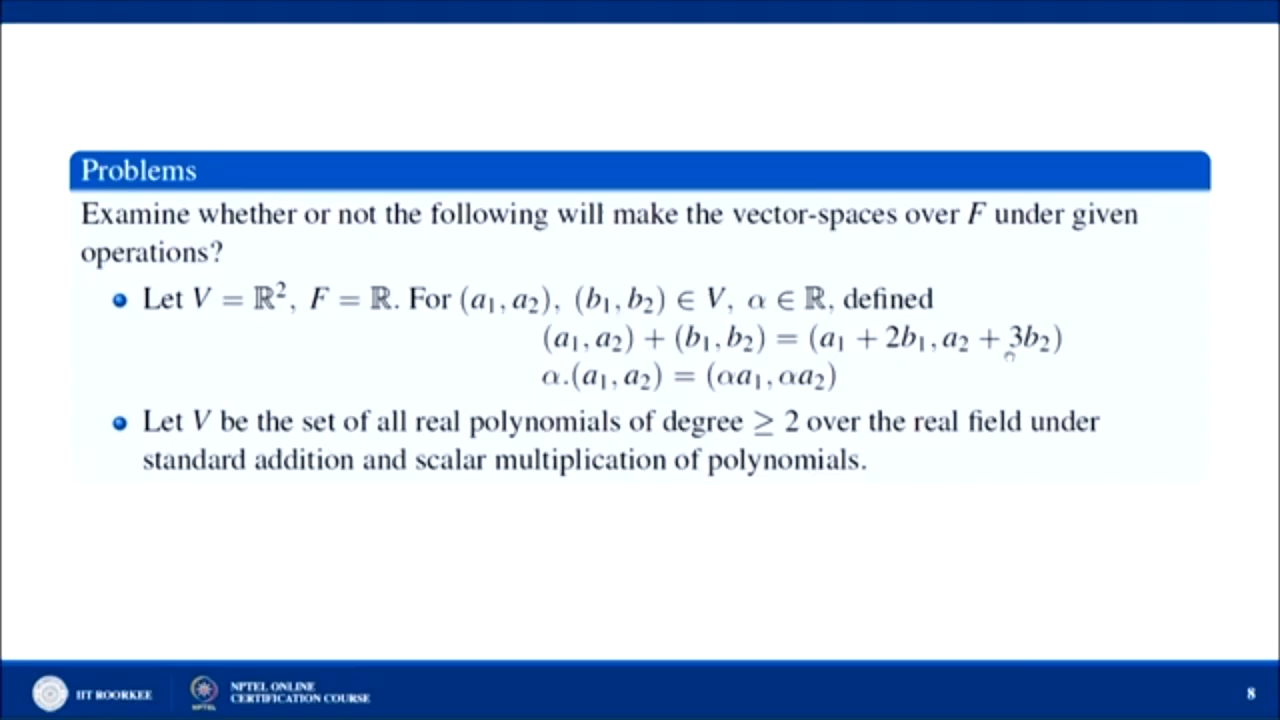 Problems
Examine whether or not the following will make the vector-spaces over F under given
operations?
Let V = ℝ², F = ℝ. For (a₁, a₂), (b₁, b₂) ∈ V, α ∈ ℝ, defined
(a₁, a₂) + (b₁, b₂) = (a₁ + 2b₁, a₂ + 3b₂)
α.(a₁, a₂) = (αa₁, αa₂)
Let V be the set of all real polynomials of degree ≥ 2 over the real field under
standard addition and scalar multiplication of polynomials.
IIT ROORKEE
NPTEL
NPTEL ONLINE
CERTIFICATION COURSE
8